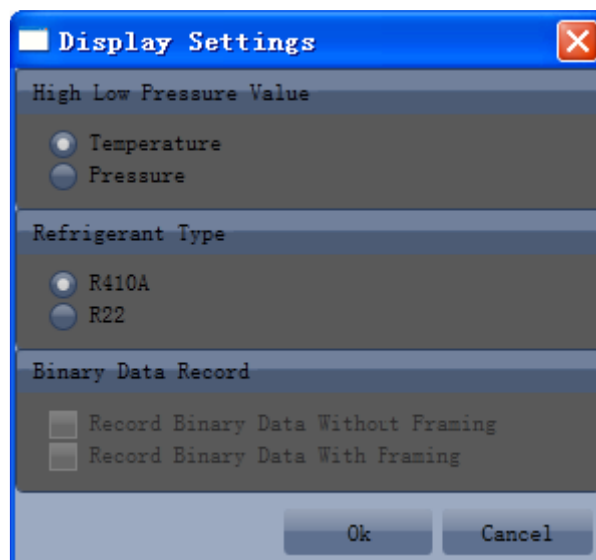 Display Settings
High Low Pressure Value
Temperature
Pressure
Refrigerant Type
R410A
R22
Binary Data Record
Record Binary Data Without Framing
Record Binary Data With Framing
Ok Cancel